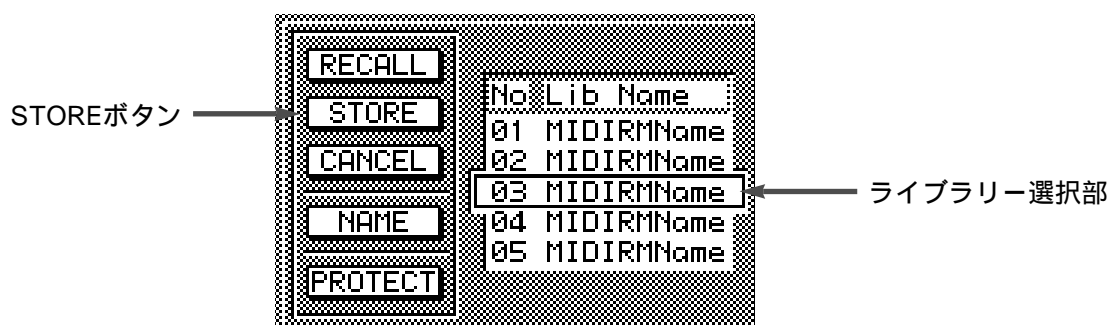 STOREボタン
RECALL
STORE
CANCEL
NAME
PROTECT
No Lib Name
01 MIDIRMName
02 MIDIRMName
03 MIDIRMName
04 MIDIRMName
05 MIDIRMName
ライブラリー選択部